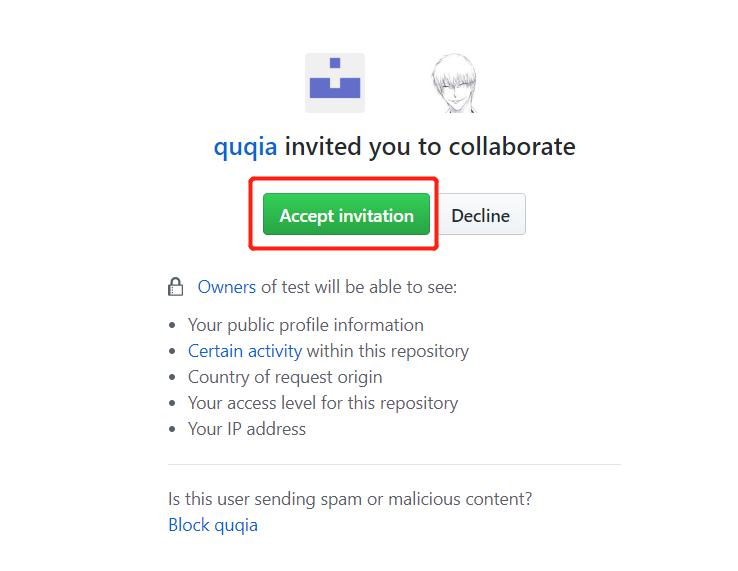 quqia invited you to collaborate
Accept invitation Decline
Owners of test will be able to see:
Your public profile information
Certain activity within this repository
Country of request origin
Your access level for this repository
Your IP address
Is this user sending spam or malicious content?
Block quqia